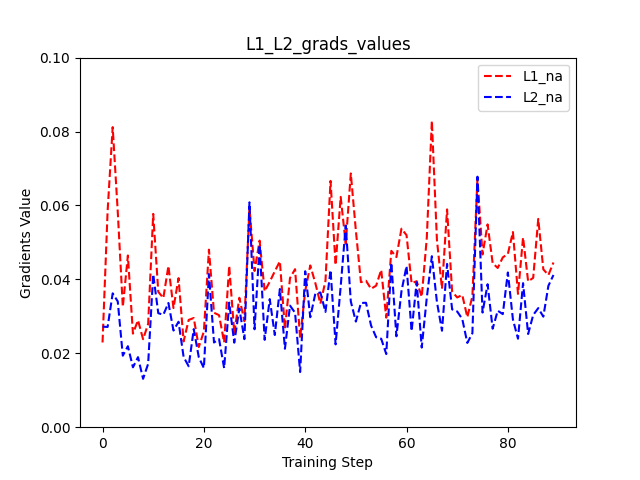 L1_L2_grads_values
L1_na
L2_na
Gradients Value
0.10
0.08
0.06
0.04
0.02
0.00
0
20
40
60
80
Training Step